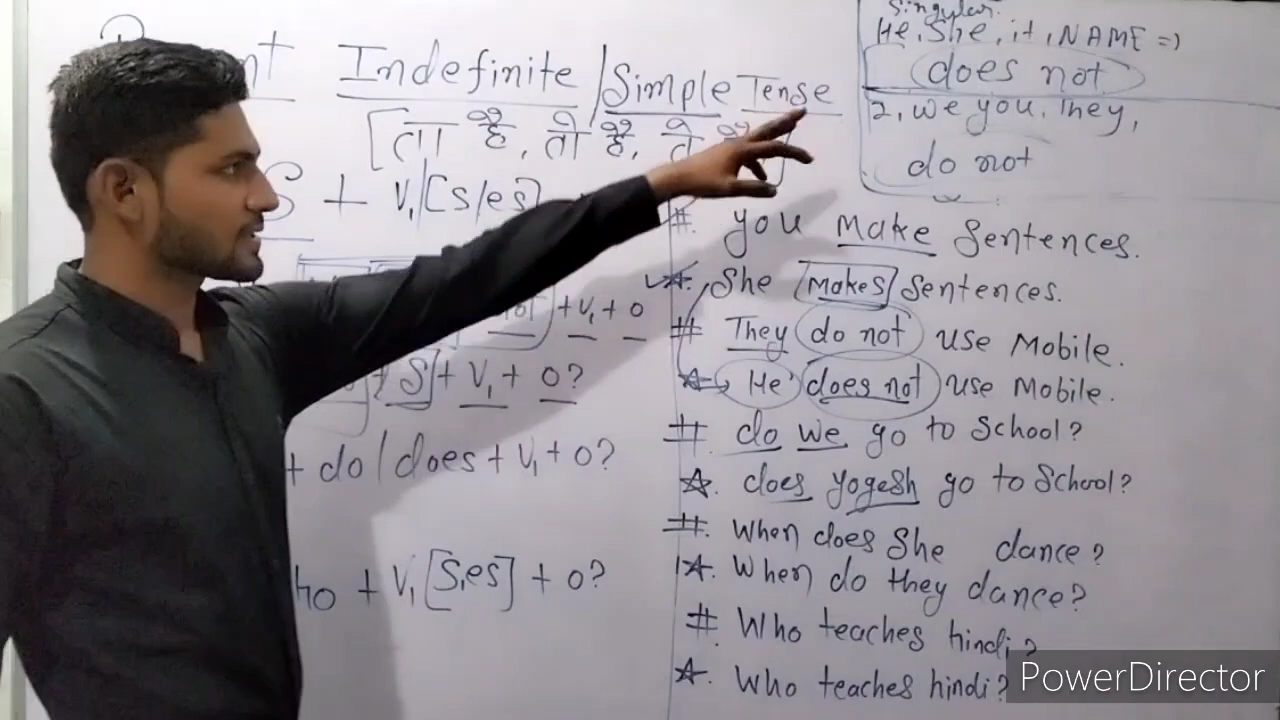 Indefinite / Simple Tense
[ता है, ती है, ते
S + V1 [s/es]
not) + V1 + O
S + V1 + O?
+ do / does + V1 + O?
ho + V1 [S,es] + O?
Singular.
He, She, it, NAME =>
does not
2, we you, They,
do not
#. you make Sentences.
*. She makes Sentences.
# They do not use Mobile.
* He does not use Mobile.
# do we go to School?
*. does yogesh go to School?
#. When does She dance?
*. When do they dance?
#. Who teaches hindi?
*. Who teaches hindi?
PowerDirector